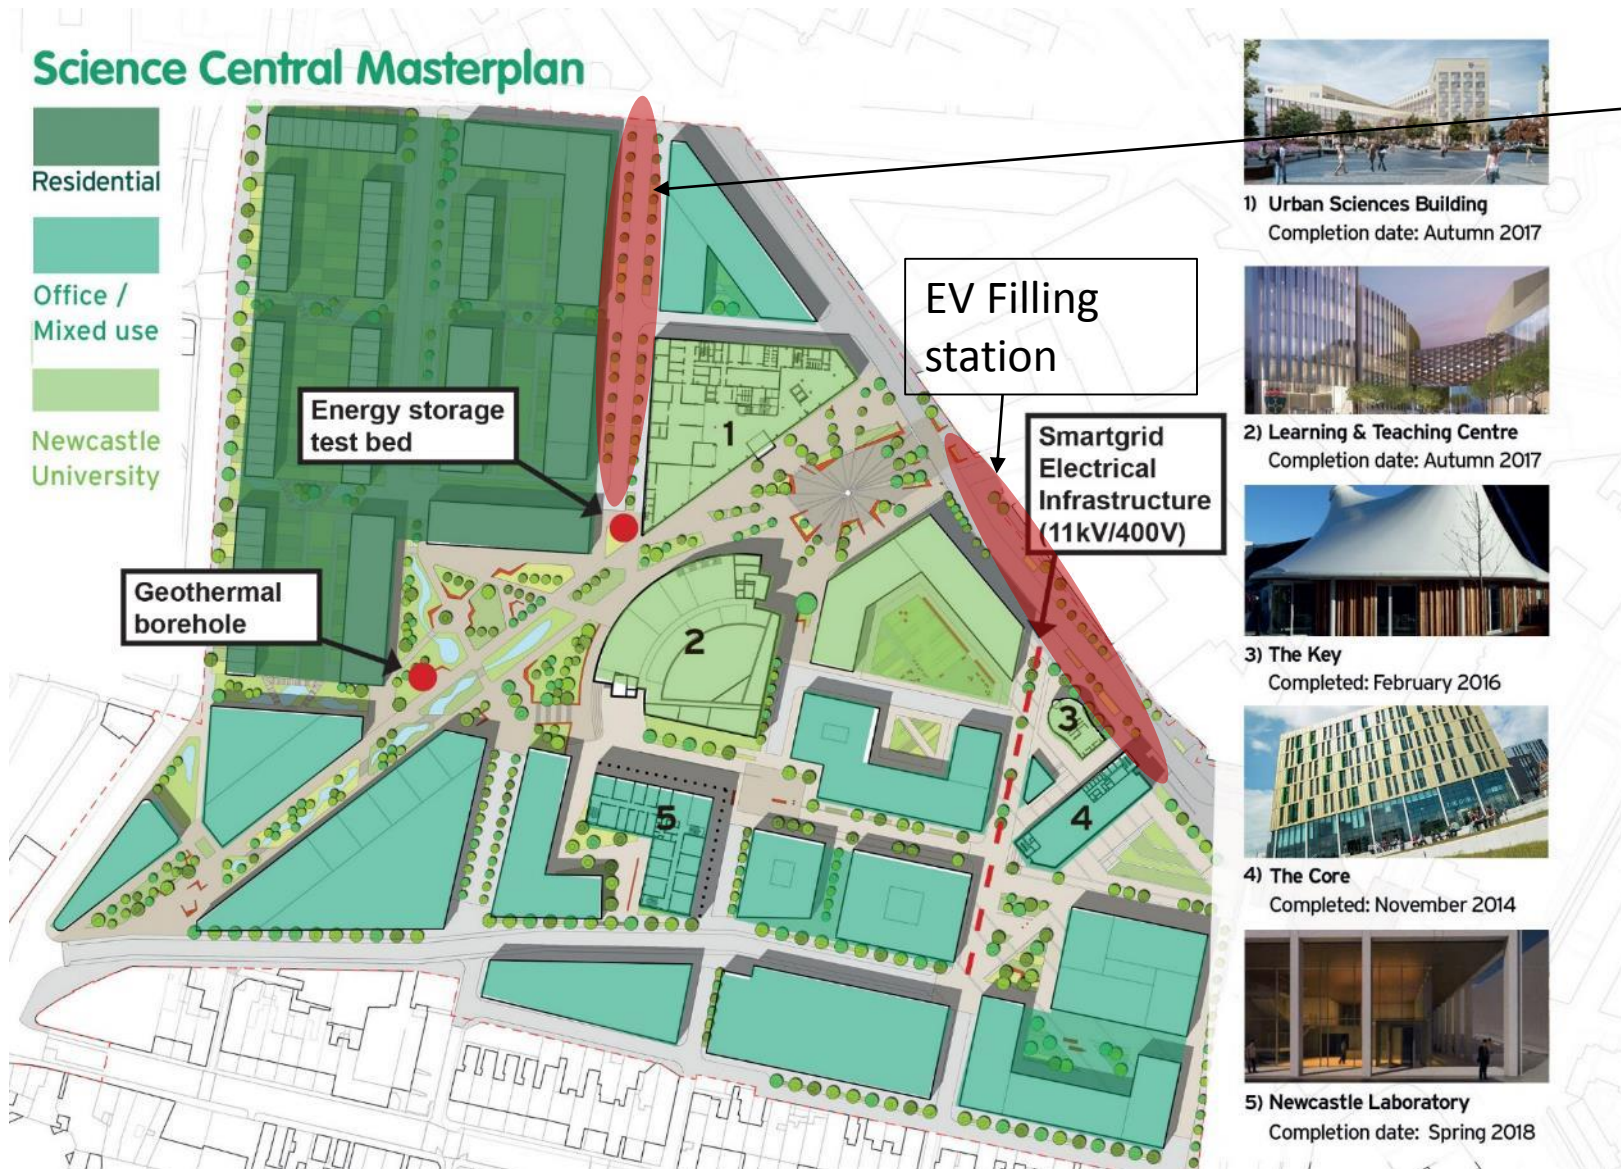 Science Central Masterplan
Residential
Office /
Mixed use
Newcastle
University
Energy storage
test bed
Geothermal
borehole
EV Filling
station
Smartgrid
Electrical
Infrastructure
(11kV/400V)
1
2
3
4
5
1) Urban Sciences Building
Completion date: Autumn 2017
2) Learning & Teaching Centre
Completion date: Autumn 2017
3) The Key
Completed: February 2016
4) The Core
Completed: November 2014
5) Newcastle Laboratory
Completion date: Spring 2018